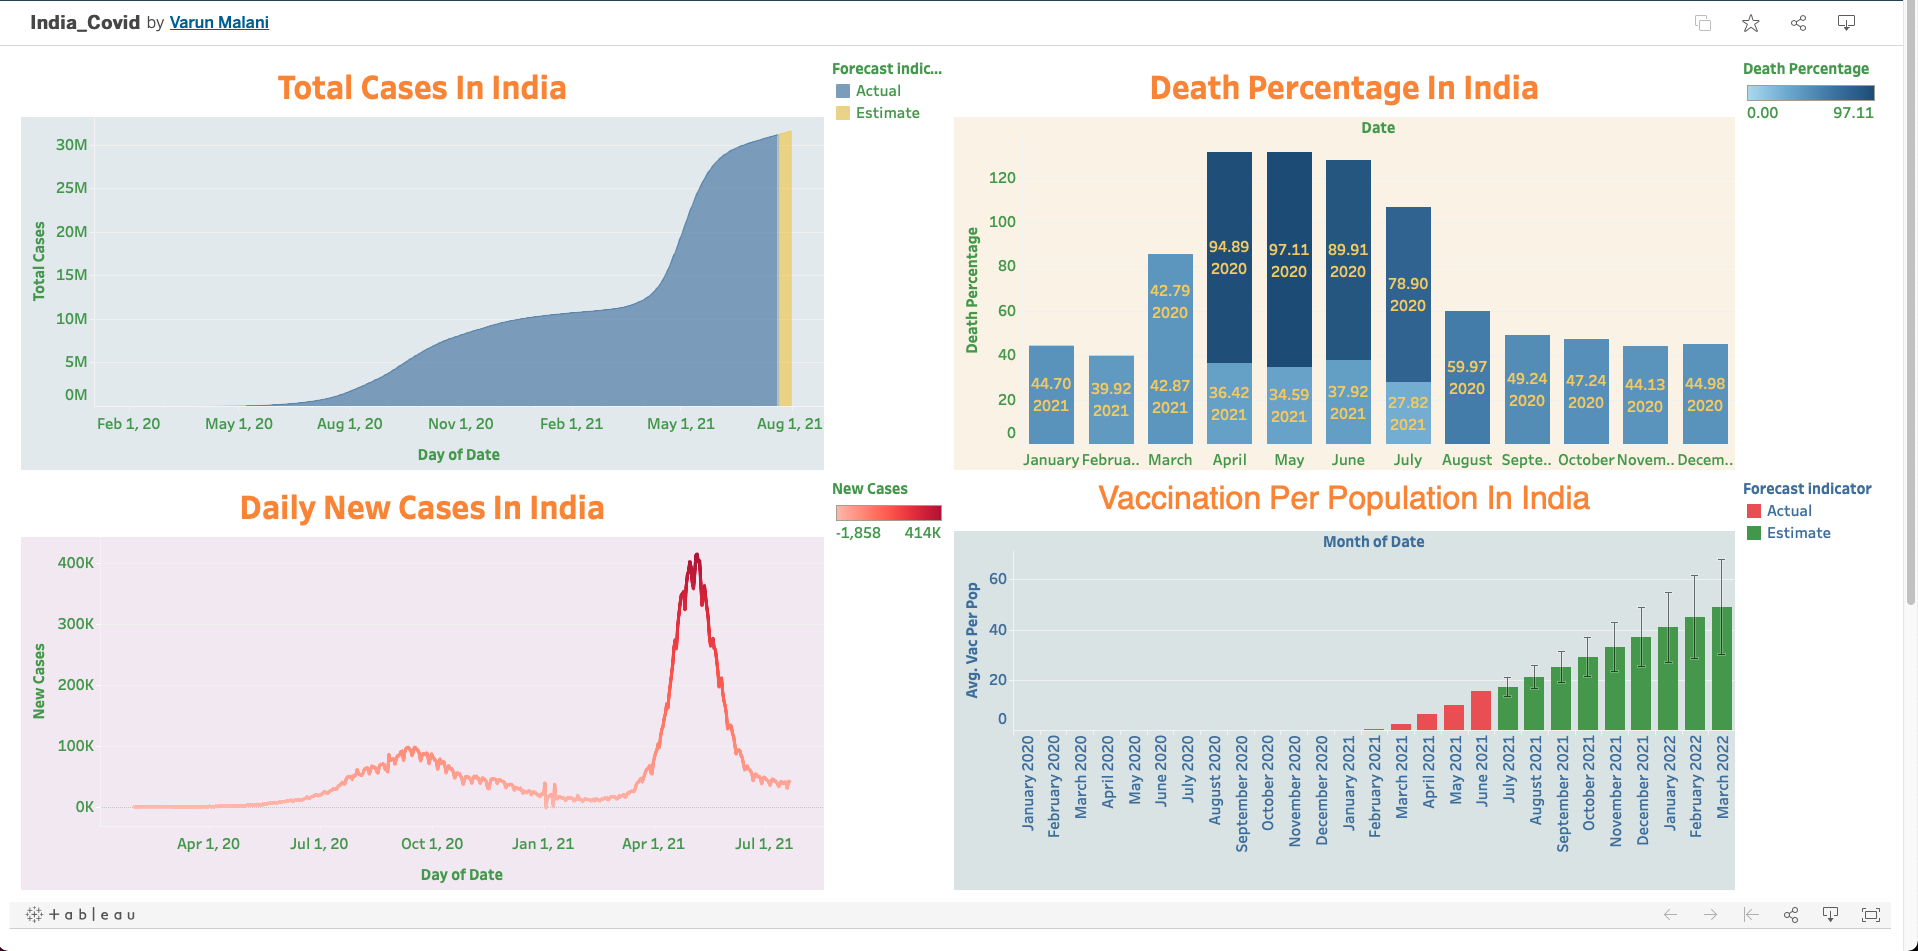 India_Covid by Varun Malani
Total Cases In India
Forecast indic...
Actual
Estimate
30M
25M
20M
15M
10M
5M
0M
Total Cases
Feb 1, 20 May 1, 20 Aug 1, 20 Nov 1, 20 Feb 1, 21 May 1, 21 Aug 1, 21
Day of Date
Death Percentage In India
Death Percentage
0.00 97.11
Date
120
100
80
60
40
20
0
Death Percentage
44.70
2021
39.92
2021
42.79
2020
42.87
2021
94.89
2020
36.42
2021
97.11
2020
34.59
2021
89.91
2020
37.92
2021
78.90
2020
27.82
2021
59.97
2020
49.24
2020
47.24
2020
44.13
2020
44.98
2020
January Februa.. March April May June July August Septe.. October Novem.. Decem..
Daily New Cases In India
New Cases
-1,858 414K
400K
300K
200K
100K
0K
New Cases
Apr 1, 20 Jul 1, 20 Oct 1, 20 Jan 1, 21 Apr 1, 21 Jul 1, 21
Day of Date
Vaccination Per Population In India
Forecast indicator
Actual
Estimate
Month of Date
60
40
20
0
Avg. Vac Per Pop
January 2020
February 2020
March 2020
April 2020
May 2020
June 2020
July 2020
August 2020
September 2020
October 2020
November 2020
December 2020
January 2021
February 2021
March 2021
April 2021
May 2021
June 2021
July 2021
August 2021
September 2021
October 2021
November 2021
December 2021
January 2022
February 2022
March 2022
+ a b l e a u